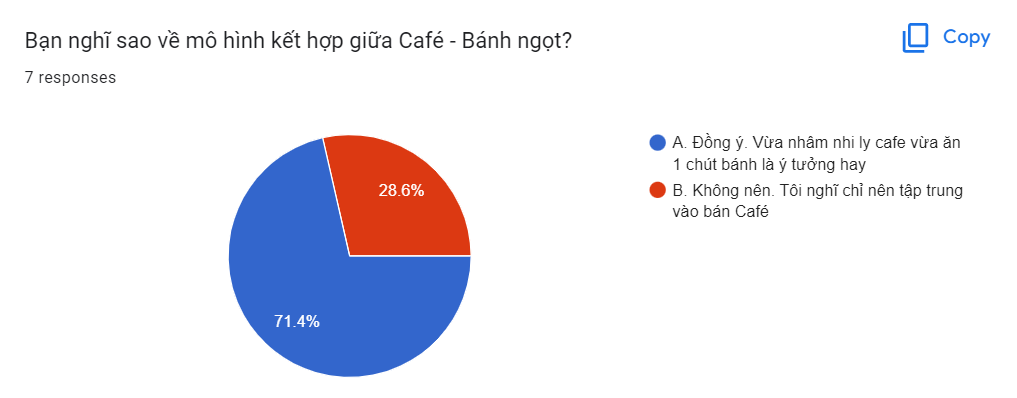 Bạn nghĩ sao về mô hình kết hợp giữa Café - Bánh ngọt?
Copy
7 responses
A. Đồng ý. Vừa nhâm nhi ly cafe vừa ăn
1 chút bánh là ý tưởng hay
B. Không nên. Tôi nghĩ chỉ nên tập trung
vào bán Café
28.6%
71.4%